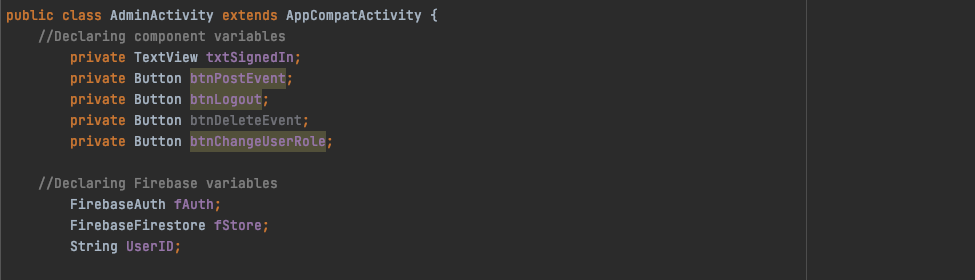 public class AdminActivity extends AppCompatActivity {
//Declaring component variables
private TextView txtSignedIn;
private Button btnPostEvent;
private Button btnLogout;
private Button btnDeleteEvent;
private Button btnChangeUserRole;
//Declaring Firebase variables
FirebaseAuth fAuth;
FirebaseFirestore fStore;
String UserID;